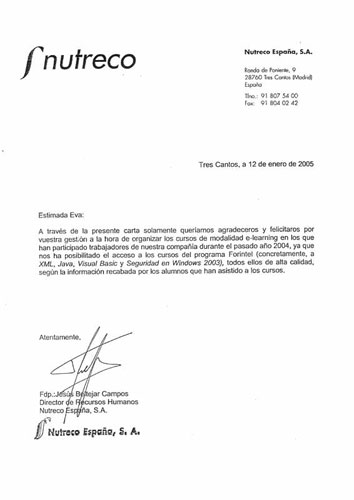 nutreco
Nutreco España, S.A.
Ronda de Poniente, 9
28760 Tres Cantos (Madrid)
España
Tfno.: 91 807 54 00
Fax: 91 804 02 42
Tres Cantos, a 12 de enero de 2005
Estimada Eva:
A través de la presente carta solamente queríamos agradeceros y felicitaros por
vuestra gestión a la hora de organizar los cursos de modalidad e-learning en los que
han participado trabajadores de nuestra compañía durante el pasado año 2004, ya que
nos ha posibilitado el acceso a los cursos del programa Forintel (concretamente, a
XML, Java, Visual Basic y Seguridad en Windows 2003), todos ellos de alta calidad,
según la información recabada por los alumnos que han asistido a los cursos.
Atentamente,
Fdp.:Jesús Campos
Director de Recursos Humanos
Nutreco España, S.A.
Nutreco España, S. A.